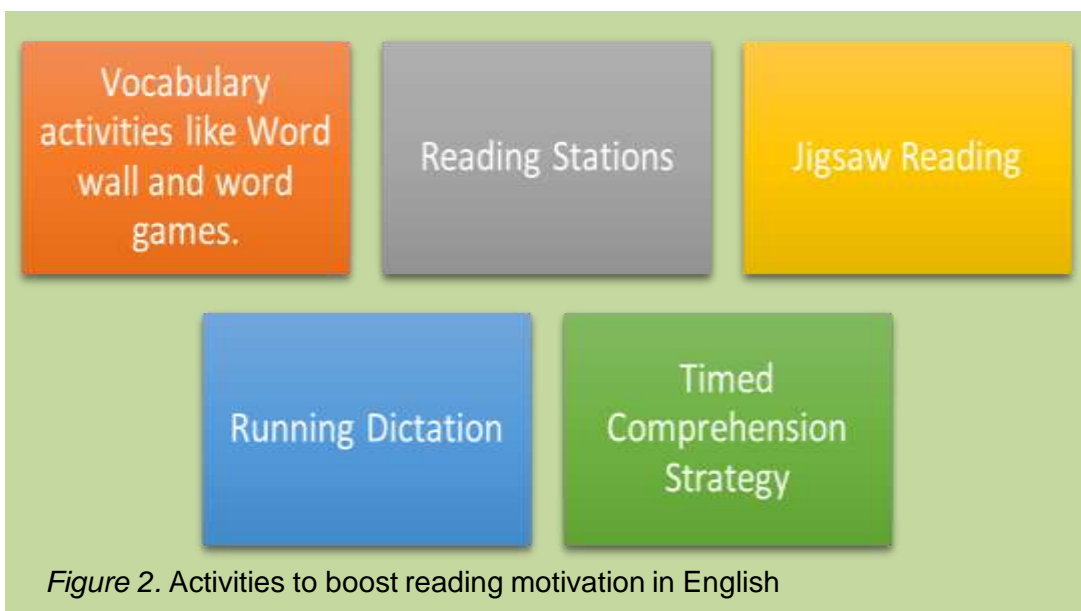 Vocabulary
activities like Word
wall and word
games.
Reading Stations
Jigsaw Reading
Running Dictation
Timed
Comprehension
Strategy
Figure 2. Activities to boost reading motivation in English